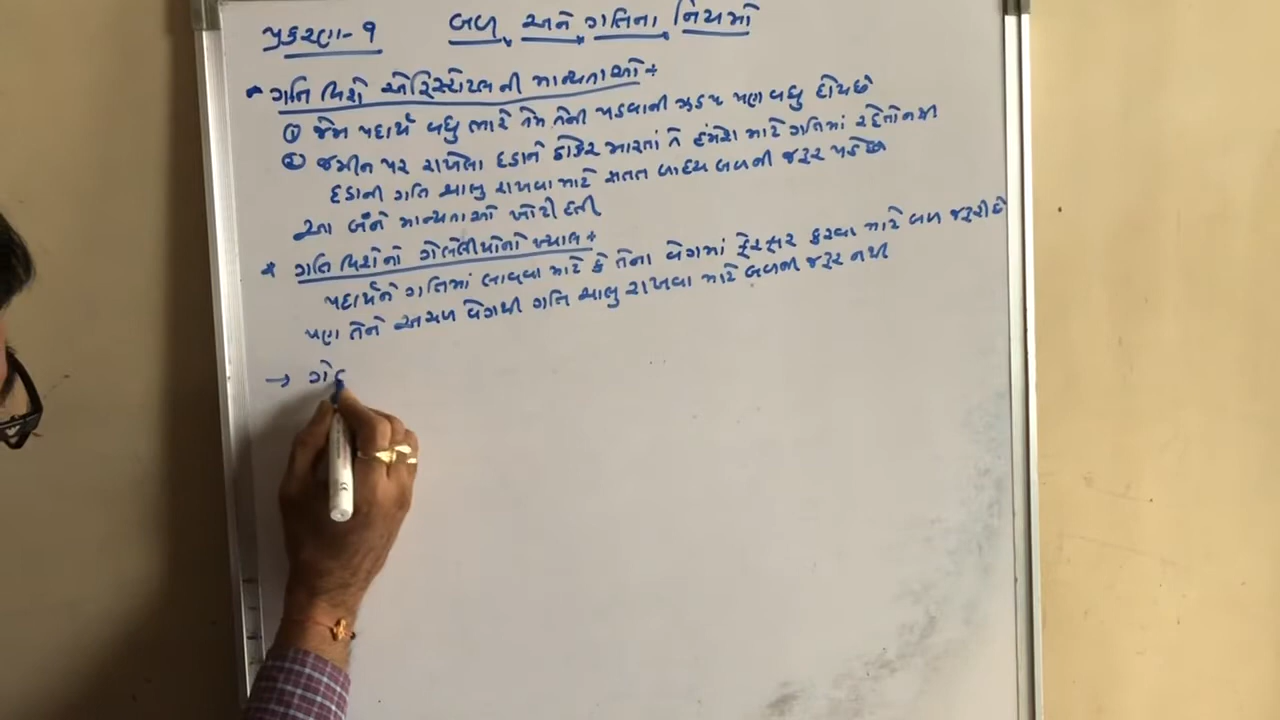 પ્રકરણ-૧ બળ અને ગતિના નિયમો
* ગતિ અંગે એરિસ્ટોટલની માન્યતાઓ ÷
① જેમ પદાર્થ વધુ ભારે તેમ તેની પડવાની ઝડપ પણ વધુ હોય છે
② જમીન પર રાખેલા દડાને ઠોકર મારતાં તે હંમેશા માટે ગતિમાં રહેતો નથી
દડાની ગતિ ચાલુ રાખવા માટે સતત બાહ્ય બળની જરૂર પડે છે
આ બંને માન્યતાઓ ખોટી હતી
* ગતિ અંગેનો ગેલેલીયોનો ખ્યાલ ÷
પદાર્થને ગતિમાં લાવવા માટે કે તેના વેગમાં ફેરફાર કરવા માટે બળ જરૂરી છે
પણ તેને અચળ વેગથી ગતિ ચાલુ રાખવા માટે બળની જરૂર નથી
→ ગે